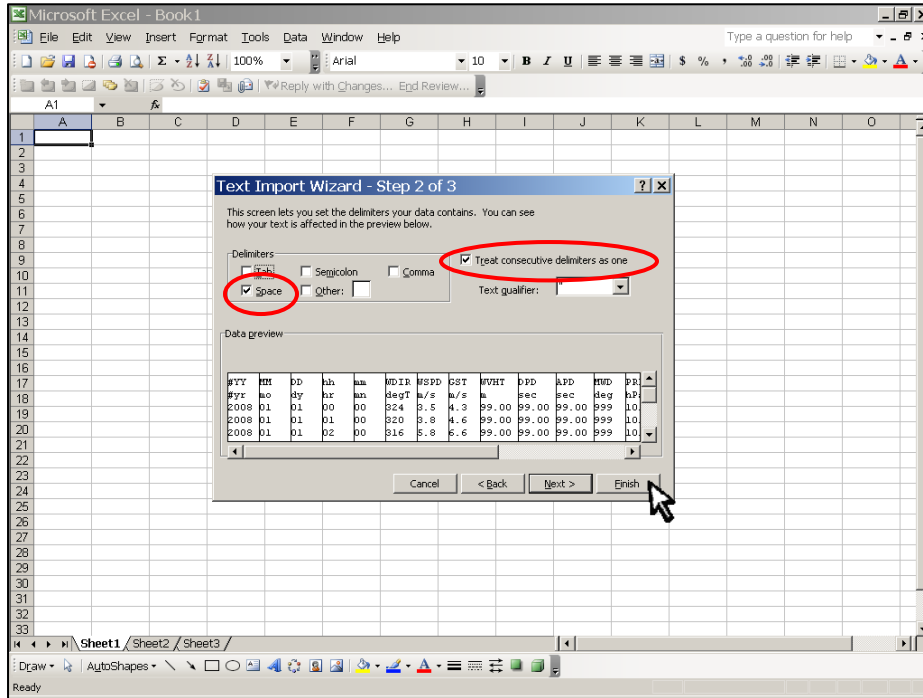 Microsoft Excel - Book1
File Edit View Insert Format Tools Data Window Help Type a question for help
100% Arial 10 B I U $ % ,
Reply with Changes... End Review...
A1 fx
A B C D E F G H I J K L M N O
1
2
3
4
5
6
7
8
9
10
11
12
13
14
15
16
17
18
19
20
21
22
23
24
25
26
27
28
29
30
31
32
33
Text Import Wizard - Step 2 of 3
This screen lets you set the delimiters your data contains. You can see
how your text is affected in the preview below.
Delimiters
Tab Semicolon Comma
Space Other:
Treat consecutive delimiters as one
Text qualifier: "
Data preview
#YY MM DD hh mm WDIR WSPD GST WVHT DPD APD MWD PR
#yr mo dy hr mn degT m/s m/s m sec sec deg hP
2008 01 01 00 00 324 3.5 4.3 99.00 99.00 99.00 999 10
2008 01 01 01 00 320 3.8 4.6 99.00 99.00 99.00 999 10
2008 01 01 02 00 316 5.8 6.6 99.00 99.00 99.00 999 10
Cancel < Back Next > Finish
Sheet1 Sheet2 Sheet3
Draw AutoShapes
Ready